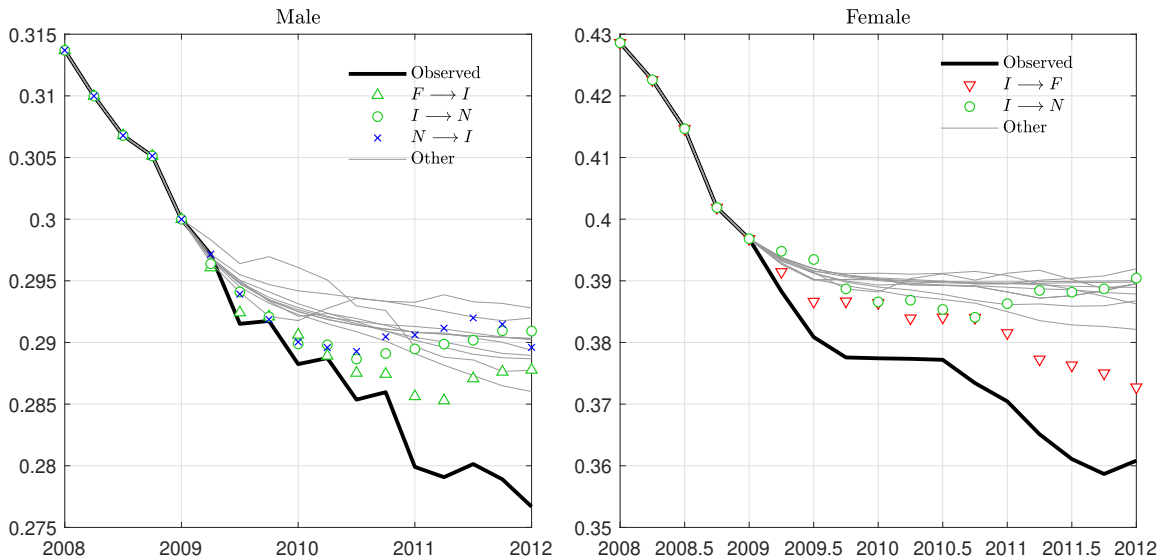 Male
0.315
0.31
0.305
0.3
0.295
0.29
0.285
0.28
0.275
2008
2009
2010
2011
2012
Observed
F → I
I → N
N → I
Other
Female
0.43
0.42
0.41
0.4
0.39
0.38
0.37
0.36
0.35
2008
2008.5
2009
2009.5
2010
2010.5
2011
2011.5
2012
Observed
I → F
I → N
Other